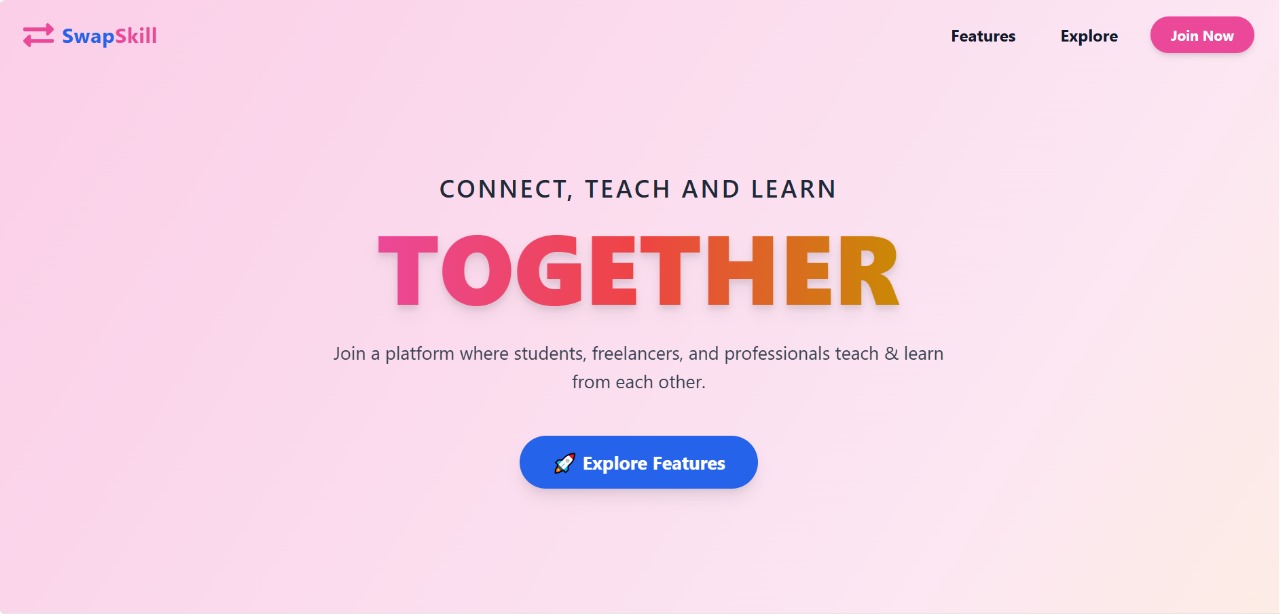 SwapSkill
Features
Explore
Join Now
CONNECT, TEACH AND LEARN
TOGETHER
Join a platform where students, freelancers, and professionals teach & learn
from each other.
🚀 Explore Features